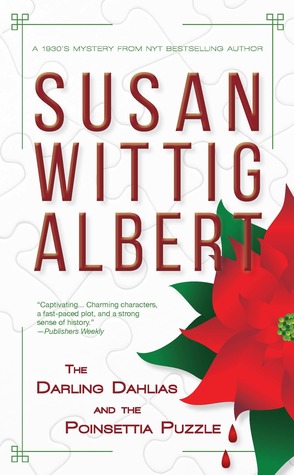 A 1930'S MYSTERY FROM NYT BESTSELLING AUTHOR
SUSAN
WITTIG
ALBERT
"Captivating... Charming characters,
a fast-paced plot, and a strong
sense of history."
—Publishers Weekly
THE
DARLING DAHLIAS
AND THE
POINSETTIA PUZZLE